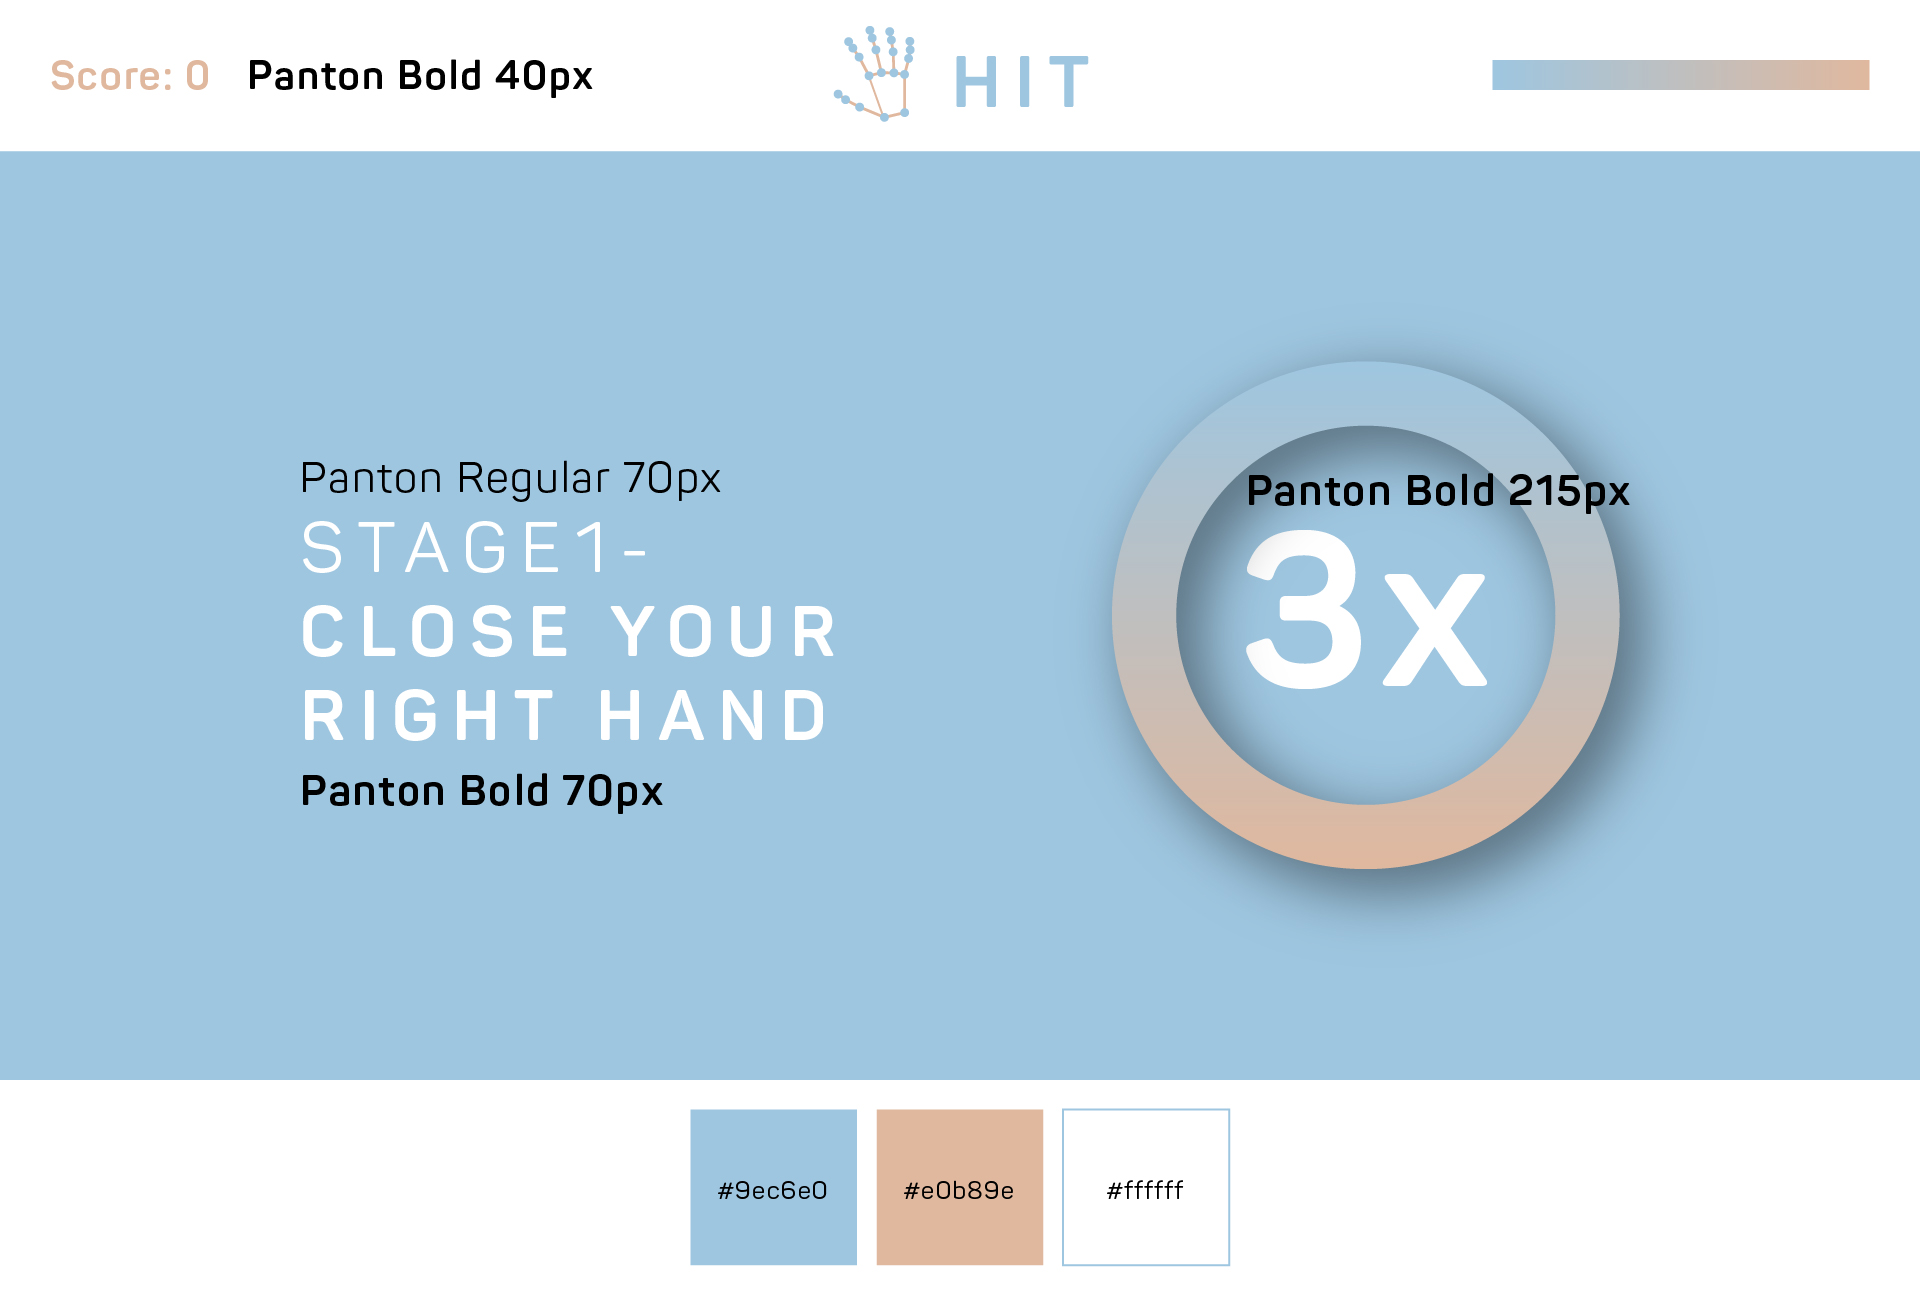 Score: 0 Panton Bold 40px
HIT
Panton Regular 70px
STAGE1-
CLOSE YOUR
RIGHT HAND
Panton Bold 70px
Panton Bold 215px
3x
#9ec6e0
#e0b89e
#ffffff